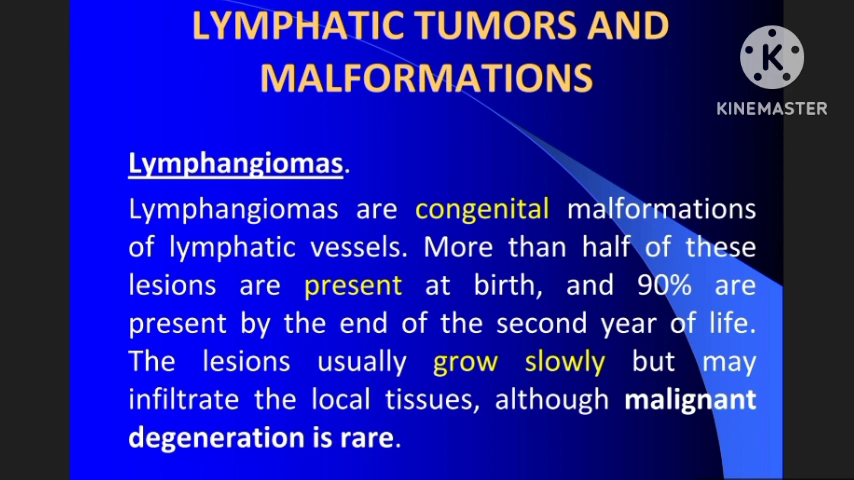 LYMPHATIC TUMORS AND
MALFORMATIONS
K
KINEMASTER
Lymphangiomas.
Lymphangiomas are congenital malformations
of lymphatic vessels. More than half of these
lesions are present at birth, and 90% are
present by the end of the second year of life.
The lesions usually grow slowly but may
infiltrate the local tissues, although malignant
degeneration is rare.